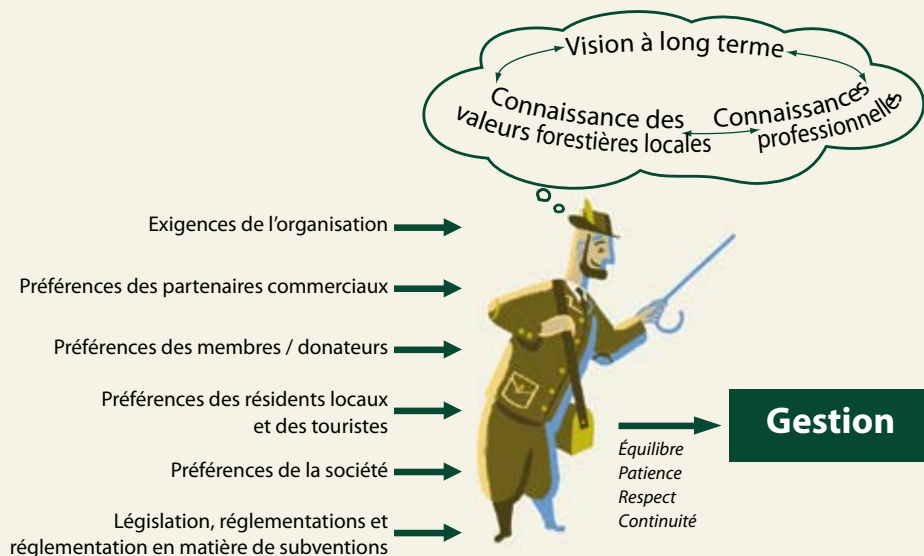 Vision à long terme
Connaissance des
valeurs forestières locales
Connaissances
professionnelles
Exigences de l'organisation
Préférences des partenaires commerciaux
Préférences des membres / donateurs
Préférences des résidents locaux
et des touristes
Préférences de la société
Législation, réglementations et
réglementation en matière de subventions
Équilibre
Patience
Respect
Continuité
Gestion